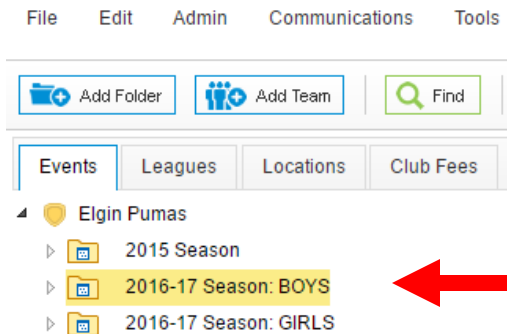 File Edit Admin Communications Tools
Add Folder Add Team Find
Events Leagues Locations Club Fees
Elgin Pumas
2015 Season
2016-17 Season: BOYS
2016-17 Season: GIRLS